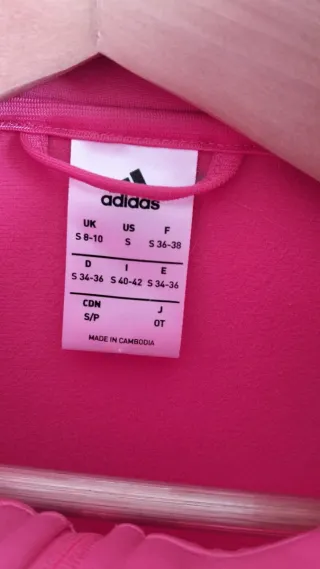 adidas
UK US F
S 8-10 S S 36-38
D I E
S 34-36 S 40-42 S 34-36
CDN J
S/P OT
MADE IN CAMBODIA